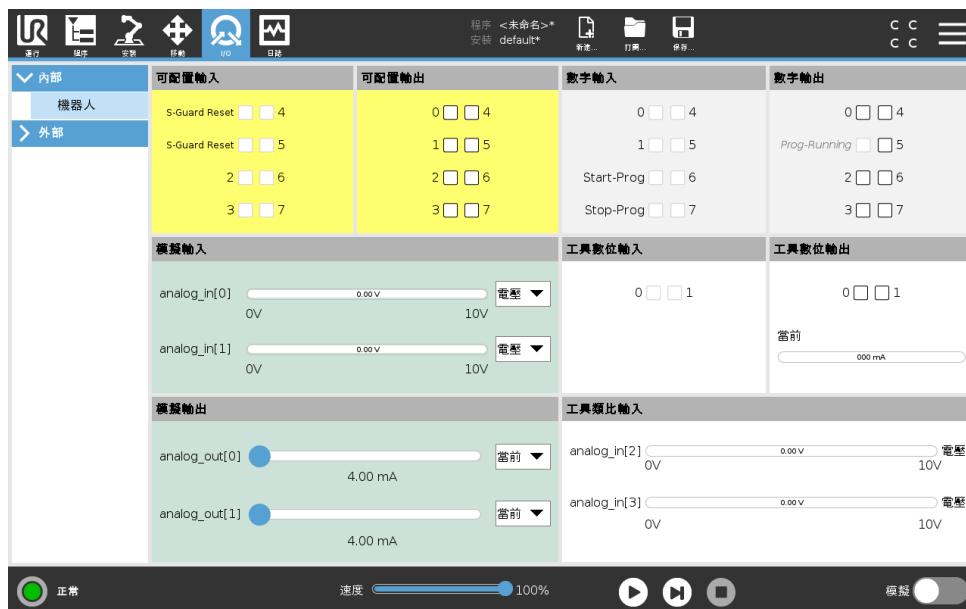 程序 <未命名>*
安裝 default*
C C
C C
運行 程序 安裝 移動 I/O 日誌 新建... 打開... 保存...
內部
機器人
外部
可配置輸入
S-Guard Reset 4
S-Guard Reset 5
2 6
3 7
可配置輸出
0 4
1 5
2 6
3 7
數字輸入
0 4
1 5
Start-Prog 6
Stop-Prog 7
數字輸出
0 4
Prog-Running 5
2 6
3 7
模擬輸入
analog_in[0] 0.00 V 電壓
0V 10V
analog_in[1] 0.00 V 電壓
0V 10V
工具數位輸入
0 1
工具數位輸出
0 1
當前
000 mA
模擬輸出
analog_out[0] 當前
4.00 mA
analog_out[1] 當前
4.00 mA
工具類比輸入
analog_in[2] 0.00 V 電壓
0V 10V
analog_in[3] 0.00 V 電壓
0V 10V
正常 速度 100% 模擬